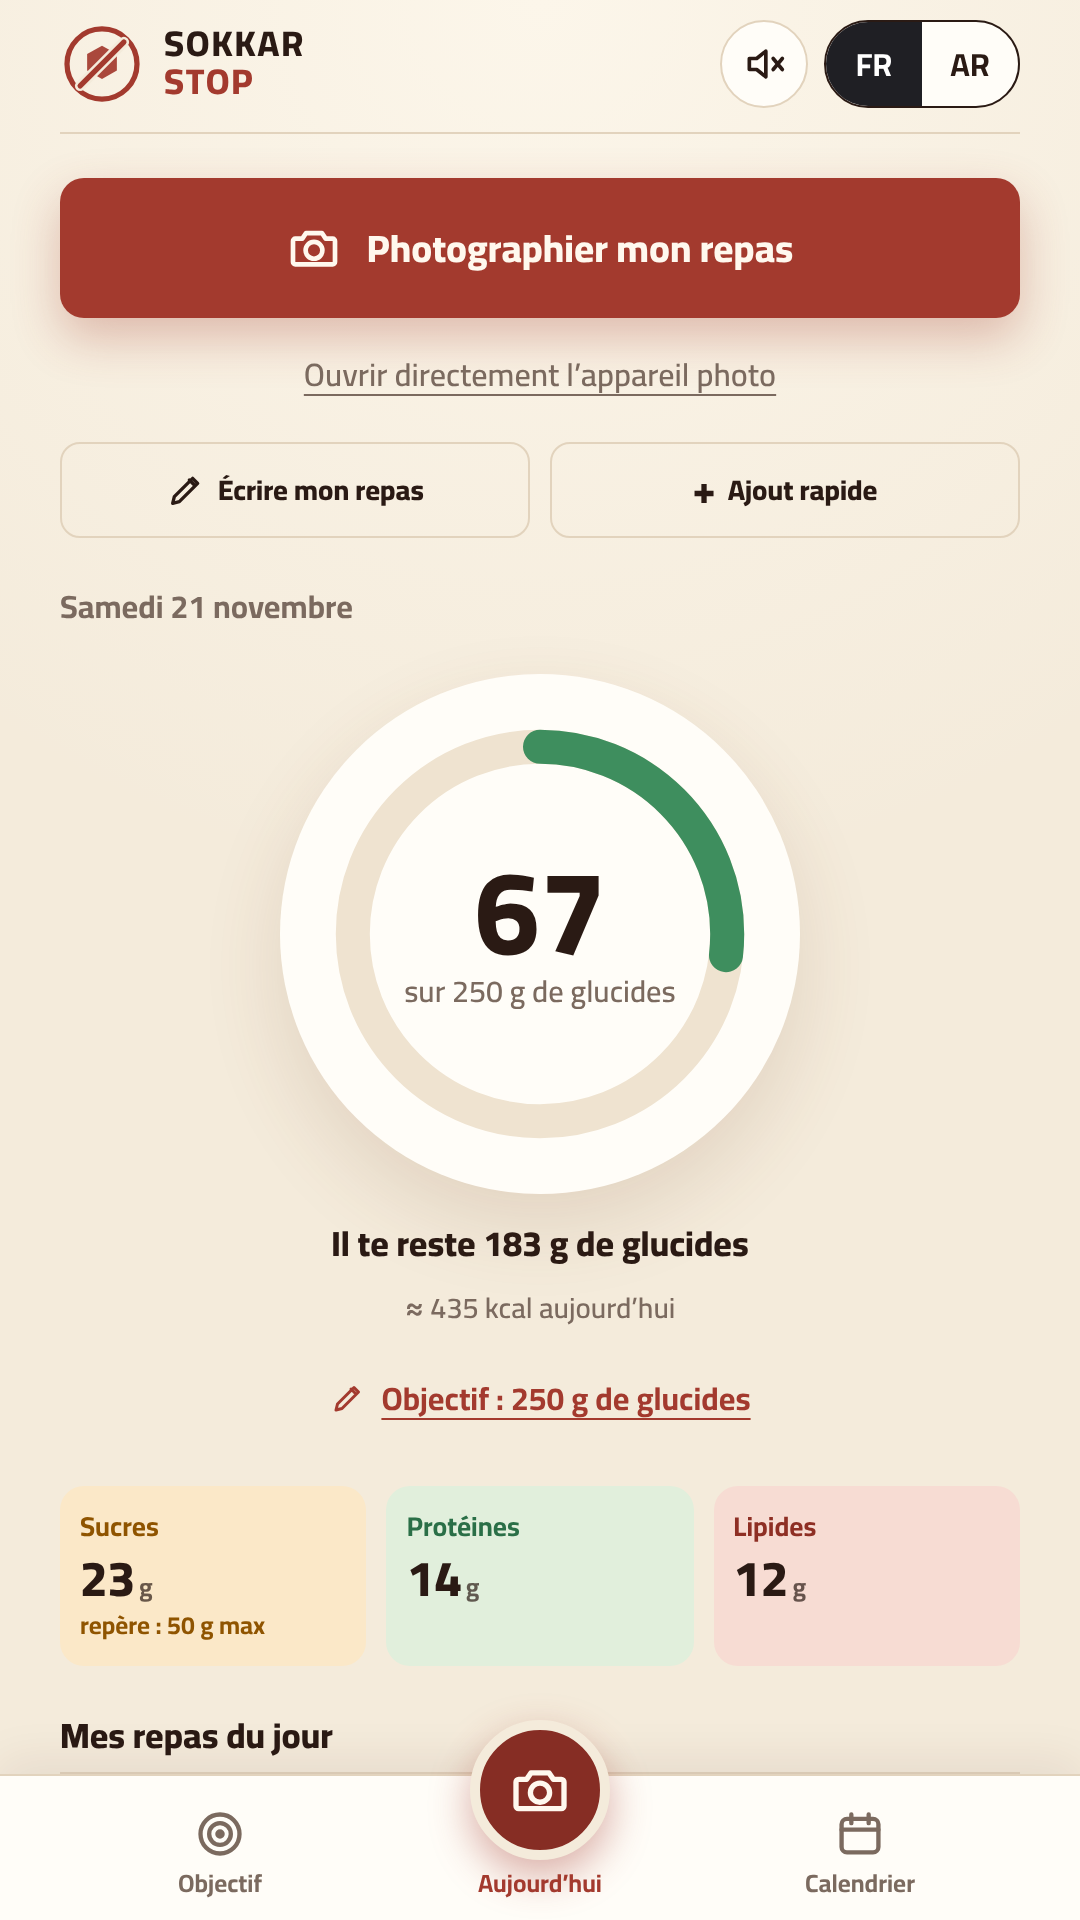 SOKKAR
STOP
FR
AR
Photographier mon repas
Ouvrir directement l’appareil photo
Écrire mon repas
+ Ajout rapide
Samedi 21 novembre
67
sur 250 g de glucides
Il te reste 183 g de glucides
≈ 435 kcal aujourd’hui
Objectif : 250 g de glucides
Sucres
23 g
repère : 50 g max
Protéines
14 g
Lipides
12 g
Mes repas du jour
Objectif
Aujourd’hui
Calendrier